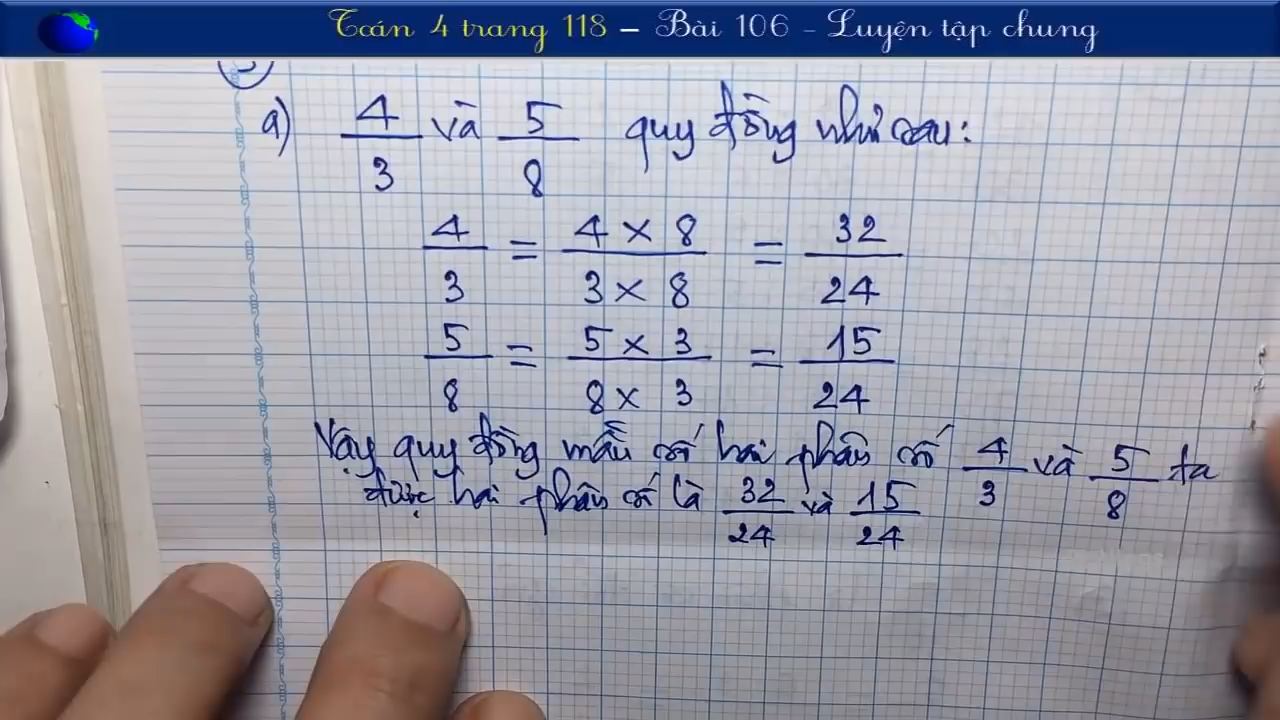 Toán 4 trang 118 – Bài 106 - Luyện tập chung
3
a) 4/3 và 5/8 quy đồng như sau:
4/3 = 4 × 8 / 3 × 8 = 32/24
5/8 = 5 × 3 / 8 × 3 = 15/24
Vậy quy đồng mẫu số hai phân số 4/3 và 5/8 ta
được hai phân số là 32/24 và 15/24